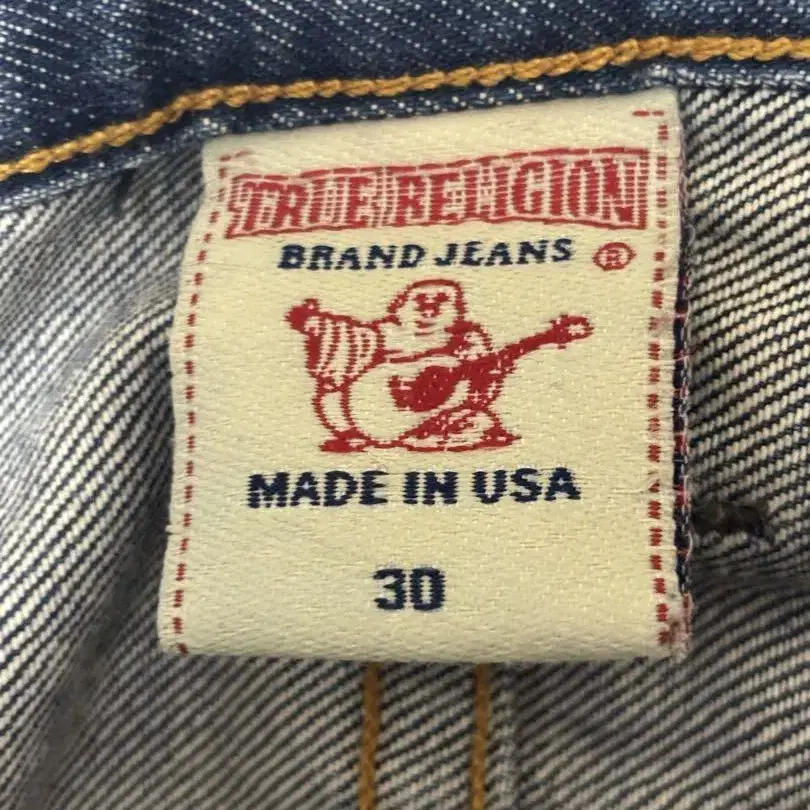 TRUE RELIGION
BRAND JEANS ®
MADE IN USA
30